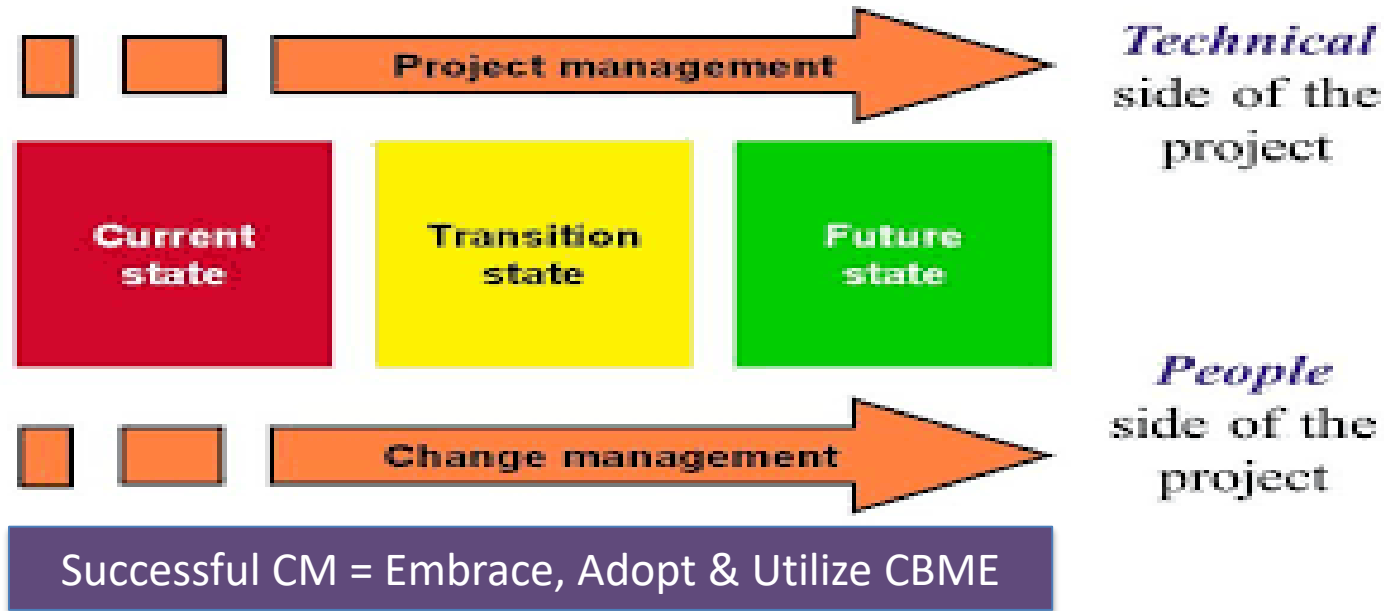 Project management
Technical
side of the
project
Current
state
Transition
state
Future
state
People
side of the
project
Change management
Successful CM = Embrace, Adopt & Utilize CBME